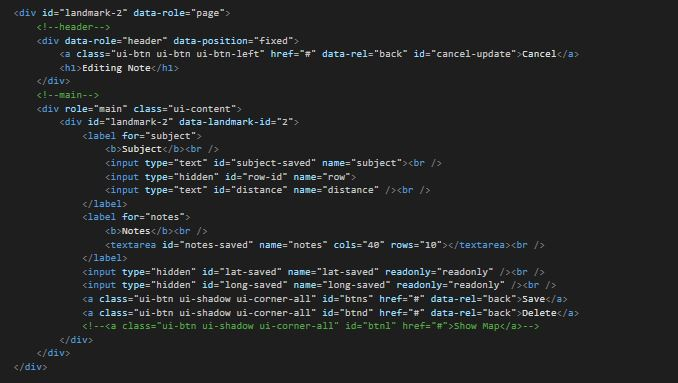 <div id="landmark-2" data-role="page">
<!--header-->
<div data-role="header" data-position="fixed">
<a class="ui-btn ui-btn ui-btn-left" href="#" data-rel="back" id="cancel-update">Cancel</a>
<h1>Editing Note</h1>
</div>
<!--main-->
<div role="main" class="ui-content">
<div id="landmark-2" data-landmark-id="2">
<label for="subject">
<b>Subject</b><br />
<input type="text" id="subject-saved" name="subject"><br />
<input type="hidden" id="row-id" name="row">
<input type="text" id="distance" name="distance" /><br />
</label>
<label for="notes">
<b>Notes</b><br />
<textarea id="notes-saved" name="notes" cols="40" rows="10"></textarea><br />
</label>
<input type="hidden" id="lat-saved" name="lat-saved" readonly="readonly" /><br />
<input type="hidden" id="long-saved" name="long-saved" readonly="readonly" /><br />
<a class="ui-btn ui-shadow ui-corner-all" id="btns" href="#" data-rel="back">Save</a>
<a class="ui-btn ui-shadow ui-corner-all" id="btnd" href="#" data-rel="back">Delete</a>
<!--<a class="ui-btn ui-shadow ui-corner-all" id="btnl" href="#">Show Map</a>-->
</div>
</div>
</div>